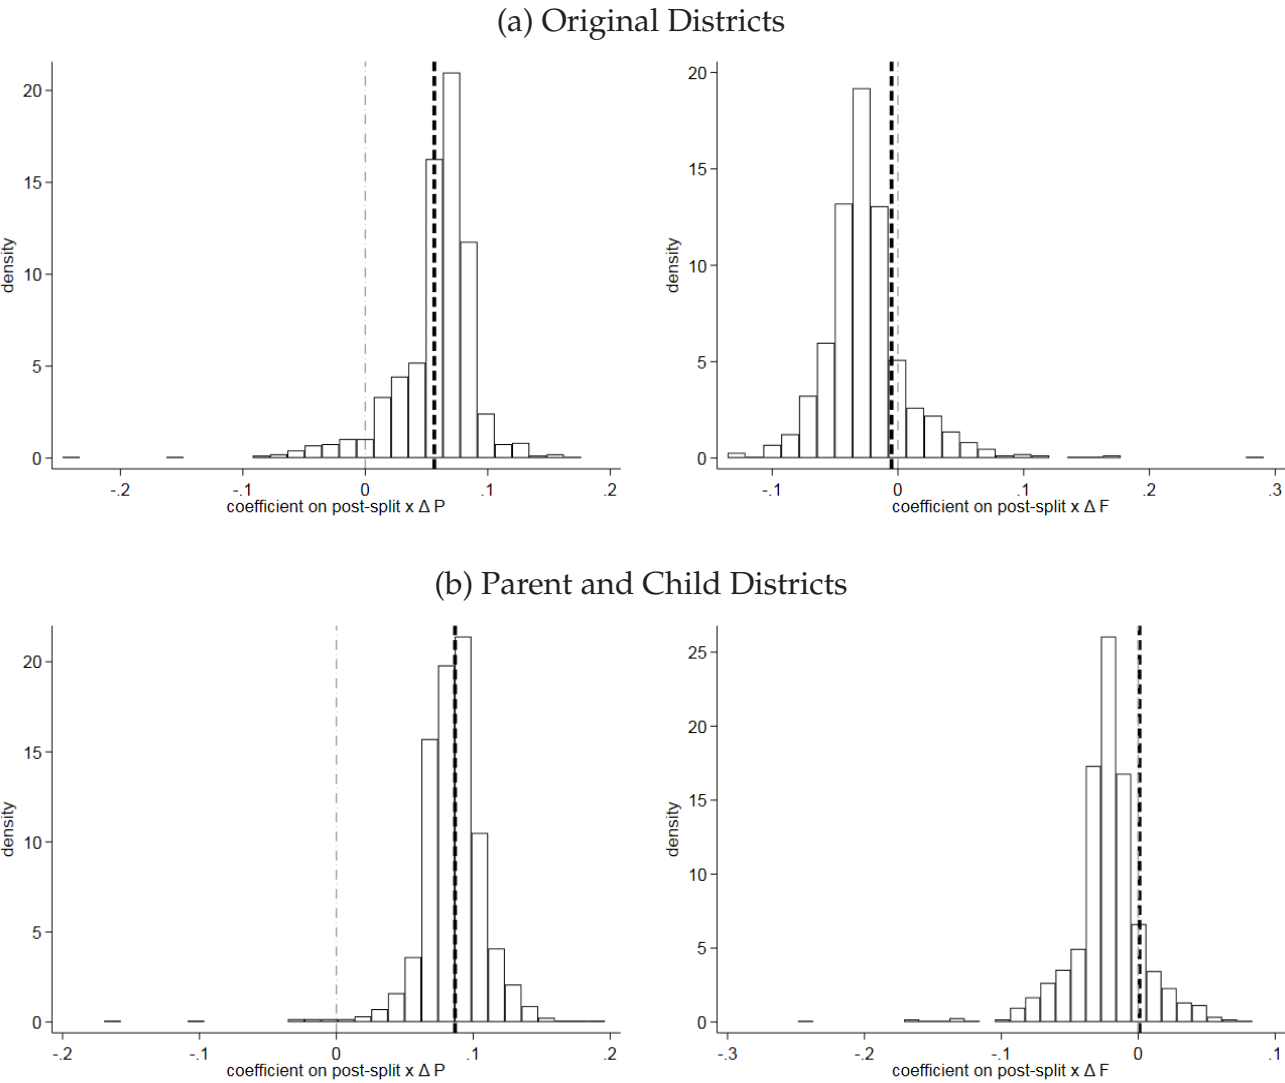 (a) Original Districts
20
15
10
5
0
density
-.2 -.1 0 .1 .2
coefficient on post-split x Δ P
20
15
10
5
0
density
-.1 0 .1 .2 .3
coefficient on post-split x Δ F
(b) Parent and Child Districts
20
15
10
5
0
density
-.2 -.1 0 .1 .2
coefficient on post-split x Δ P
25
20
15
10
5
0
density
-.3 -.2 -.1 0 .1
coefficient on post-split x Δ F